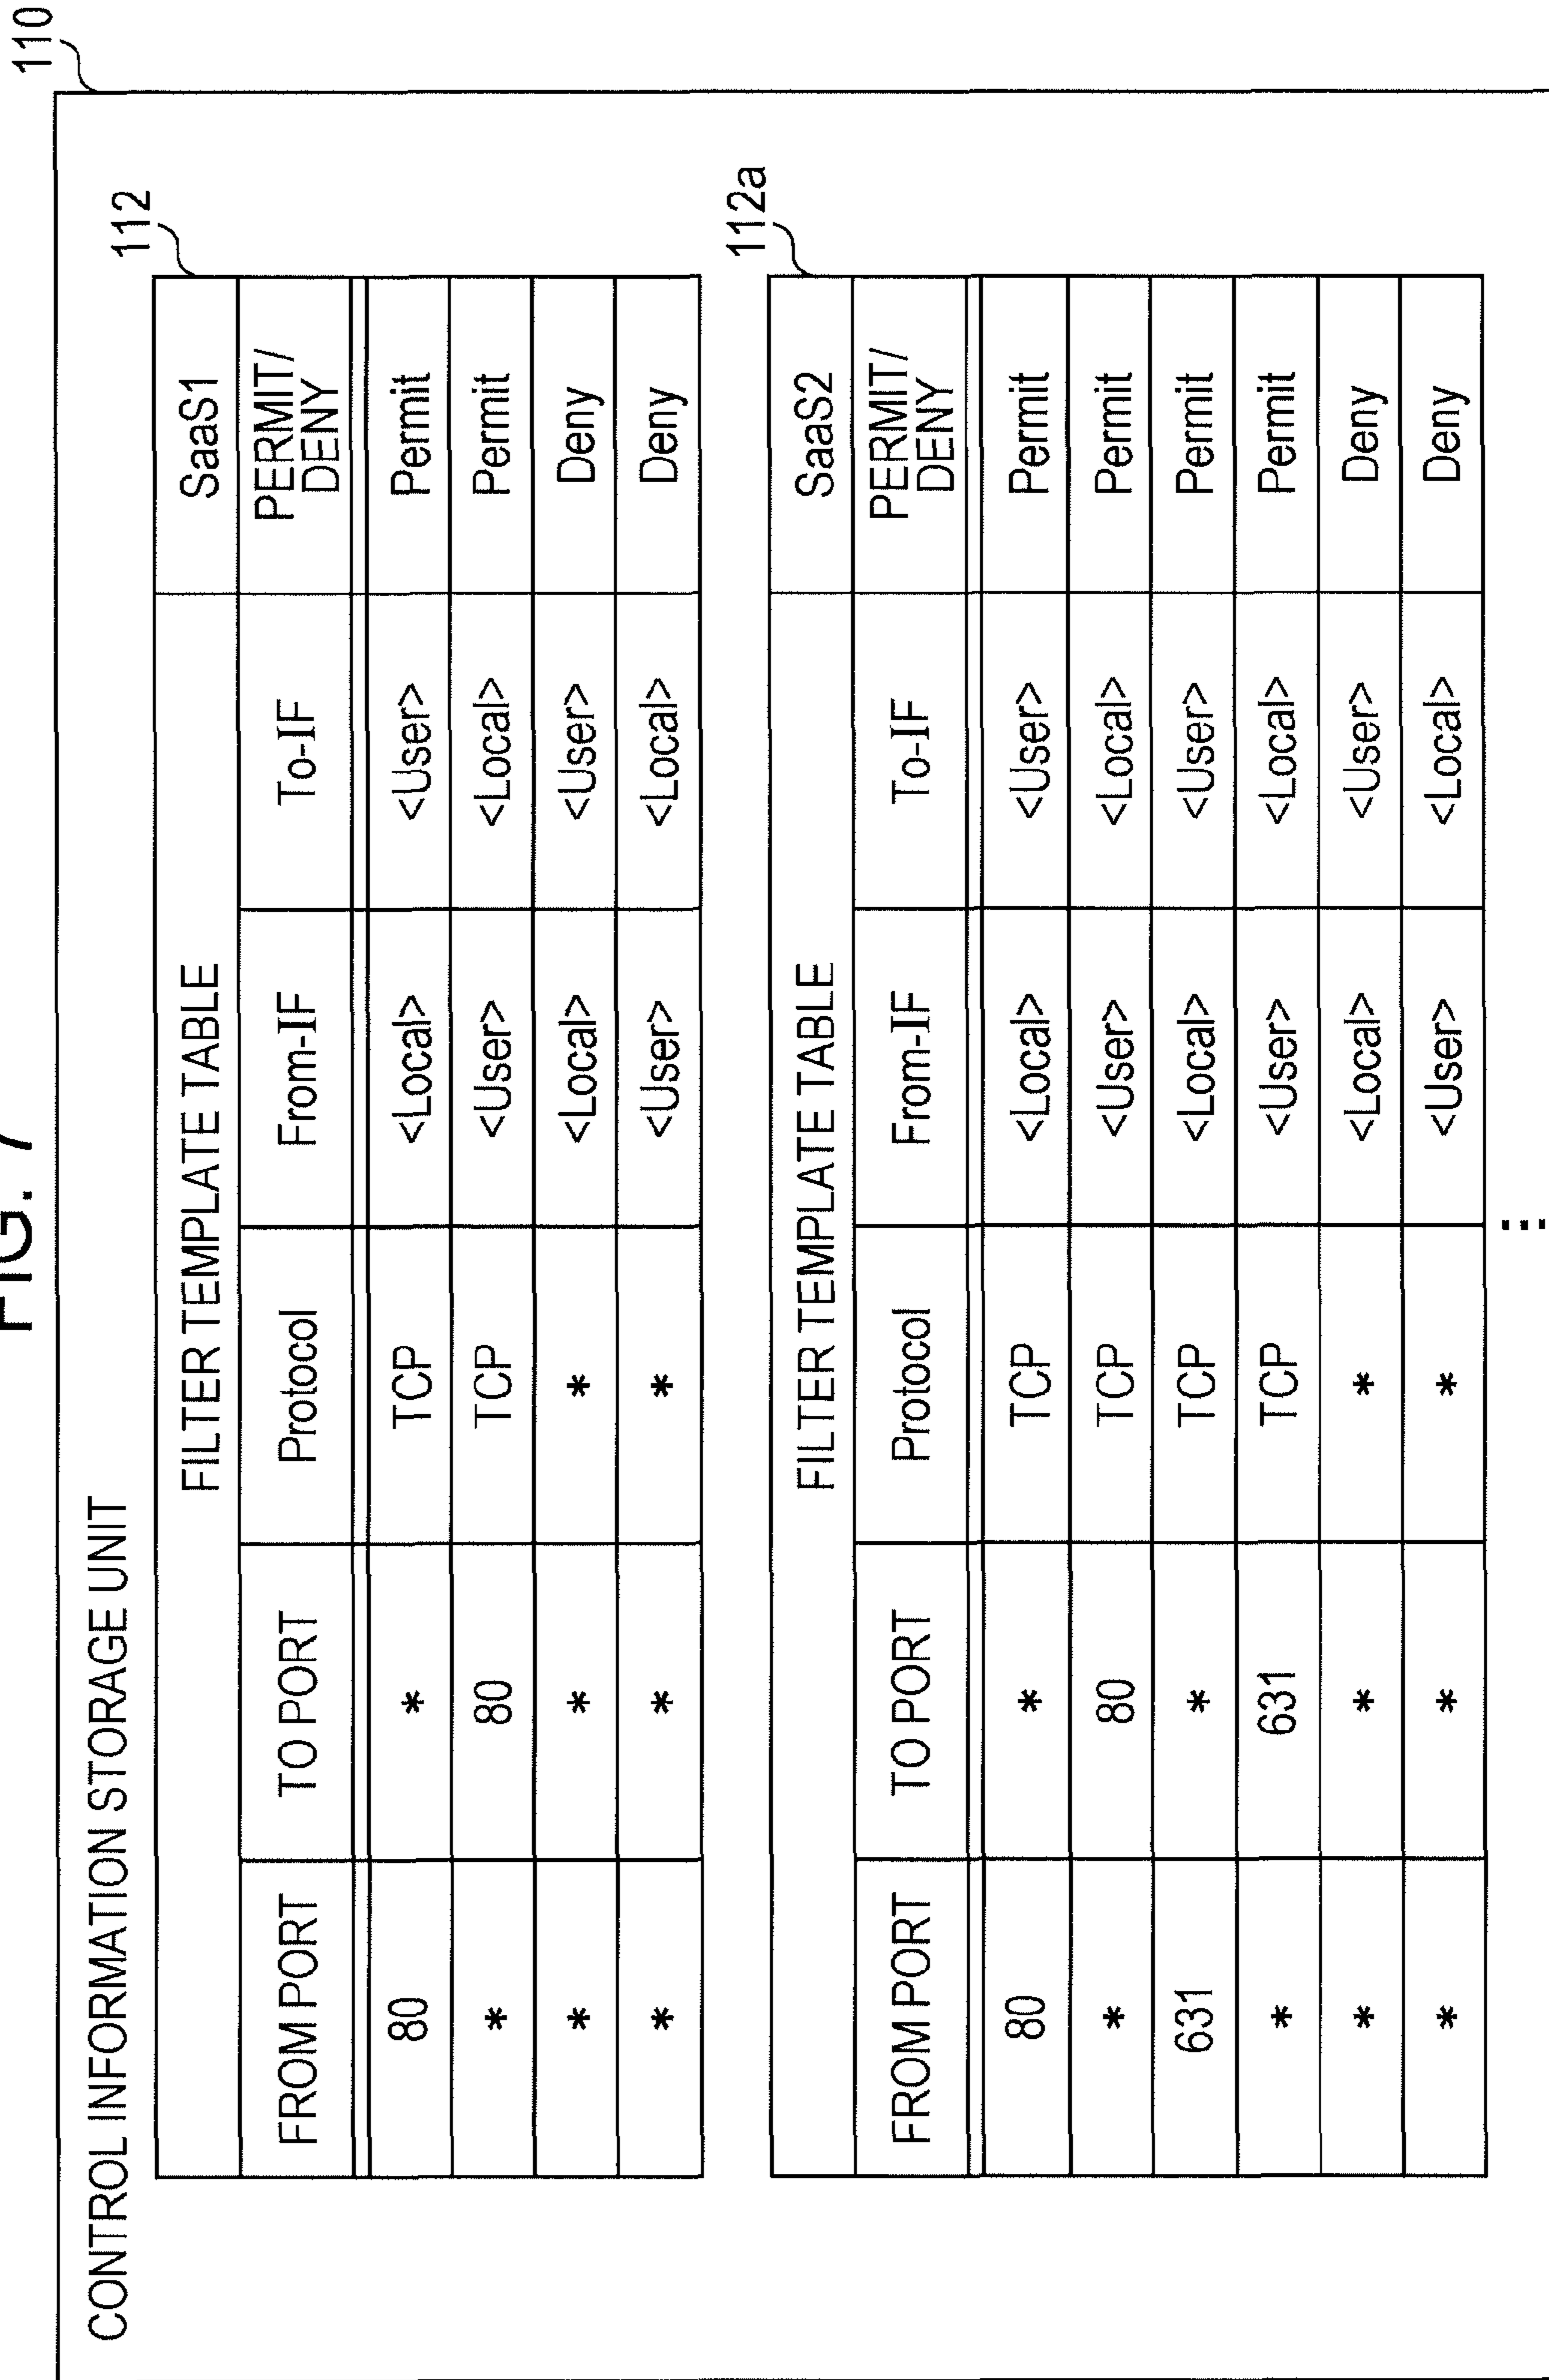 FIG. 7
110
CONTROL INFORMATION STORAGE UNIT
112
FILTER TEMPLATE TABLE SaaS1
FROM PORT TO PORT Protocol From-IF To-IF PERMIT/
DENY
80 * TCP <Local> <User> Permit
* 80 TCP <User> <Local> Permit
* * * <Local> <User> Deny
* * * <User> <Local> Deny
112a
FILTER TEMPLATE TABLE SaaS2
FROM PORT TO PORT Protocol From-IF To-IF PERMIT/
DENY
80 * TCP <Local> <User> Permit
* 80 TCP <User> <Local> Permit
631 * TCP <Local> <User> Permit
* 631 TCP <User> <Local> Permit
* * * <Local> <User> Deny
* * * <User> <Local> Deny